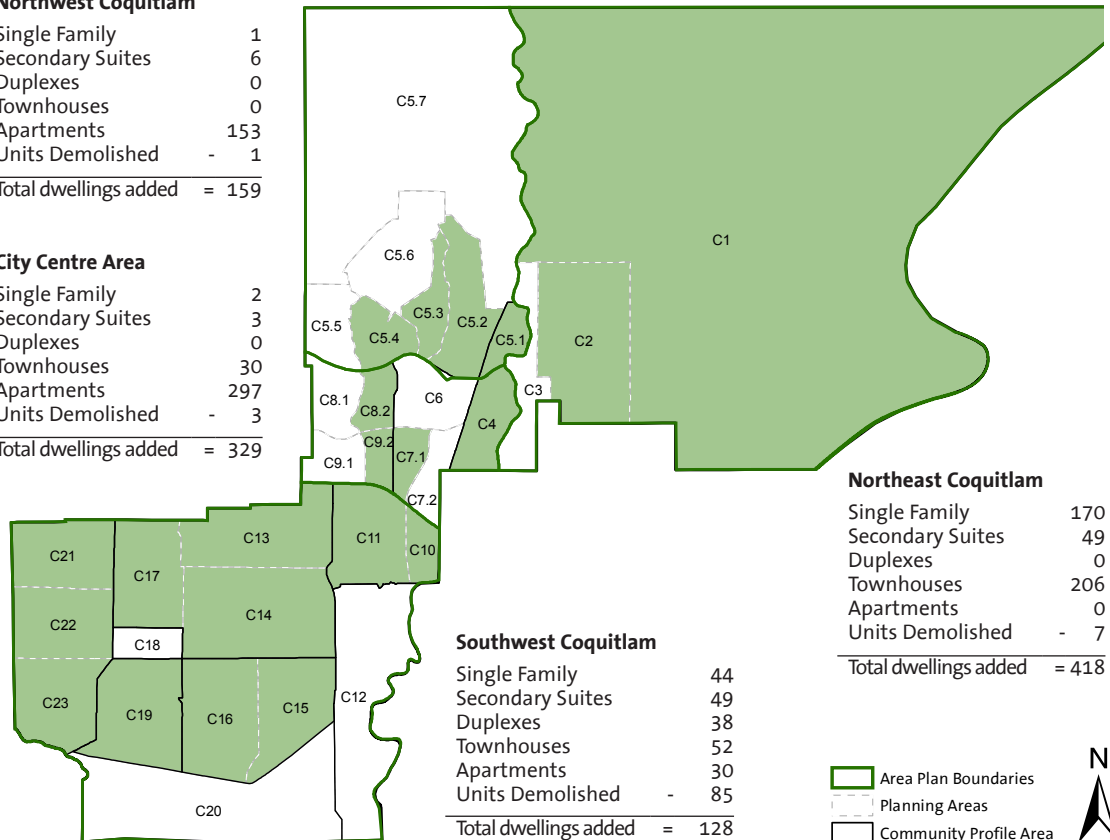 Northwest Coquitlam
Single Family 1
Secondary Suites 6
Duplexes 0
Townhouses 0
Apartments 153
Units Demolished - 1
Total dwellings added = 159
City Centre Area
Single Family 2
Secondary Suites 3
Duplexes 0
Townhouses 30
Apartments 297
Units Demolished - 3
Total dwellings added = 329
C5.7
C1
C5.6
C5.5
C5.4
C5.3
C5.2
C5.1
C2
C3
C8.1
C8.2
C6
C4
C9.1
C9.2
C7.1
C7.2
C21
C17
C13
C11
C10
C22
C18
C14
C23
C19
C16
C15
C12
C20
Southwest Coquitlam
Single Family 44
Secondary Suites 49
Duplexes 38
Townhouses 52
Apartments 30
Units Demolished - 85
Total dwellings added = 128
Northeast Coquitlam
Single Family 170
Secondary Suites 49
Duplexes 0
Townhouses 206
Apartments 0
Units Demolished - 7
Total dwellings added = 418
Area Plan Boundaries
Planning Areas
Community Profile Area
N